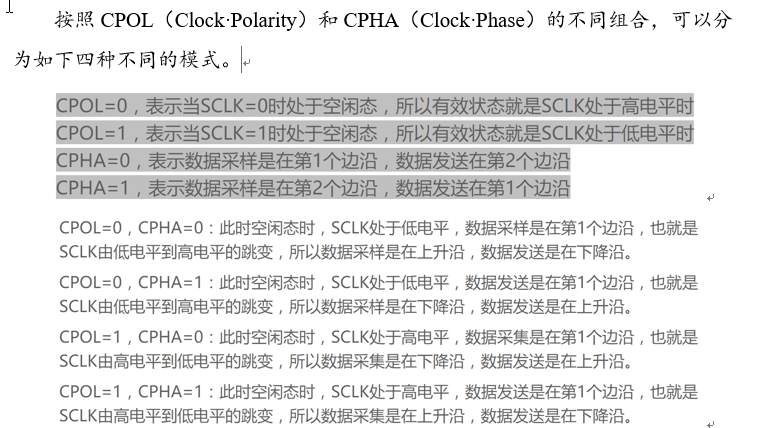 按照 CPOL（Clock·Polarity）和 CPHA（Clock·Phase）的不同组合，可以分
为如下四种不同的模式。
CPOL=0，表示当SCLK=0时处于空闲态，所以有效状态就是SCLK处于高电平时
CPOL=1，表示当SCLK=1时处于空闲态，所以有效状态就是SCLK处于低电平时
CPHA=0，表示数据采样是在第1个边沿，数据发送在第2个边沿
CPHA=1，表示数据采样是在第2个边沿，数据发送在第1个边沿
CPOL=0，CPHA=0：此时空闲态时，SCLK处于低电平，数据采样是在第1个边沿，也就是
SCLK由低电平到高电平的跳变，所以数据采样是在上升沿，数据发送是在下降沿。
CPOL=0，CPHA=1：此时空闲态时，SCLK处于低电平，数据发送是在第1个边沿，也就是
SCLK由低电平到高电平的跳变，所以数据采样是在下降沿，数据发送是在上升沿。
CPOL=1，CPHA=0：此时空闲态时，SCLK处于高电平，数据采集是在第1个边沿，也就是
SCLK由高电平到低电平的跳变，所以数据采集是在下降沿，数据发送是在上升沿。
CPOL=1，CPHA=1：此时空闲态时，SCLK处于高电平，数据发送是在第1个边沿，也就是
SCLK由高电平到低电平的跳变，所以数据采集是在上升沿，数据发送是在下降沿。